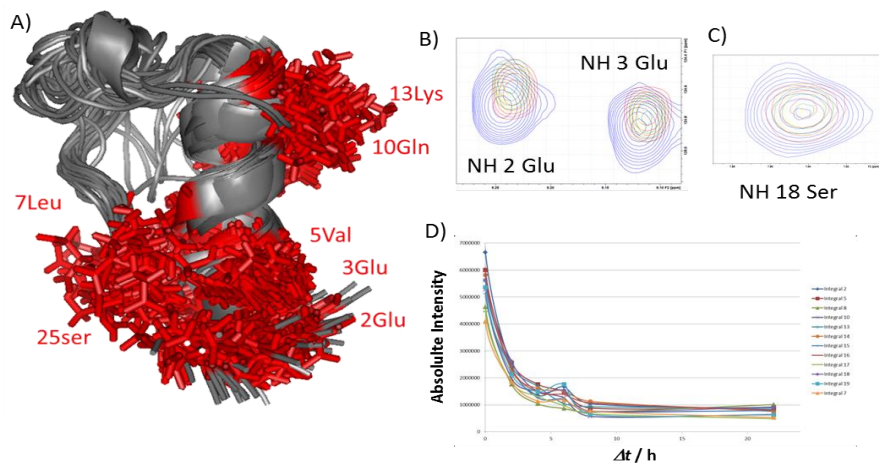 A)
13Lys
10Gln
7Leu
5Val
3Glu
2Glu
25ser
B)
NH 3 Glu
NH 2 Glu
C)
NH 18 Ser
D)
Absolulte Intensity
7000000
6000000
5000000
4000000
3000000
2000000
1000000
0
0
5
10
15
20
Δt / h
Integral 2
Integral 5
Integral 8
Integral 10
Integral 13
Integral 14
Integral 15
Integral 16
Integral 17
Integral 18
Integral 19
Integral 7